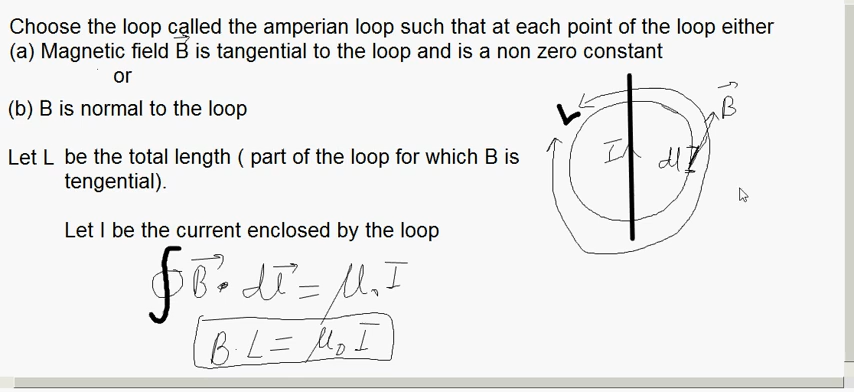 Choose the loop called the amperian loop such that at each point of the loop either
(a) Magnetic field B⃗ is tangential to the loop and is a non zero constant
or
(b) B is normal to the loop
Let L be the total length ( part of the loop for which B is
tengential).
Let I be the current enclosed by the loop
∮ B⃗ · dl⃗ = μ₀ I
B · L = μ₀ I
L
B⃗
I
dl